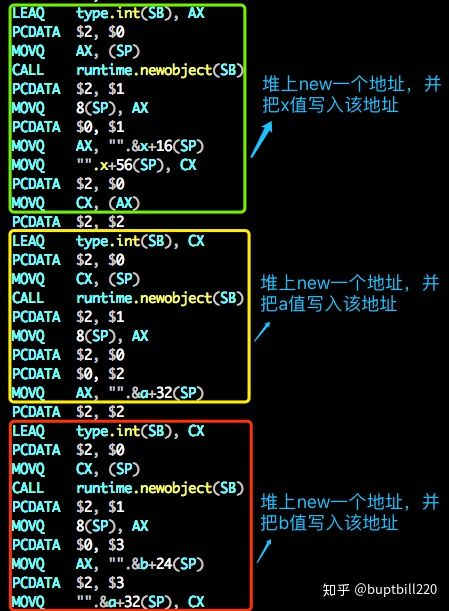 LEAQ type.int(SB), AX
PCDATA $2, $0
MOVQ AX, (SP)
CALL runtime.newobject(SB)
PCDATA $2, $1
MOVQ 8(SP), AX
PCDATA $0, $1
MOVQ AX, "".&x+16(SP)
MOVQ "".x+56(SP), CX
PCDATA $2, $0
MOVQ CX, (AX)
堆上new一个地址，并
把x值写入该地址
PCDATA $2, $2
LEAQ type.int(SB), CX
PCDATA $2, $0
MOVQ CX, (SP)
CALL runtime.newobject(SB)
PCDATA $2, $1
MOVQ 8(SP), AX
PCDATA $2, $0
PCDATA $0, $2
MOVQ AX, "".&a+32(SP)
堆上new一个地址，并
把a值写入该地址
PCDATA $2, $2
LEAQ type.int(SB), CX
PCDATA $2, $0
MOVQ CX, (SP)
CALL runtime.newobject(SB)
PCDATA $2, $1
MOVQ 8(SP), AX
PCDATA $0, $3
MOVQ AX, "".&b+24(SP)
PCDATA $2, $3
MOVQ "".&a+32(SP), CX
堆上new一个地址，并
把b值写入该地址
知乎 @buptbill220